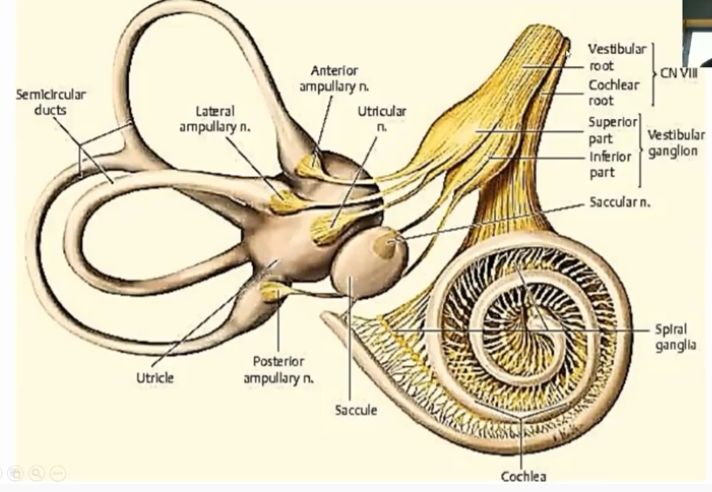 Vestibular
root
CN VIII
Cochlear
root
Anterior
ampullary n.
Semicircular
ducts
Lateral
ampullary n.
Utricular
n.
Superior
part
Inferior
part
Vestibular
ganglion
Saccular n.
Spiral
ganglia
Posterior
ampullary n.
Utricle
Saccule
Cochlea